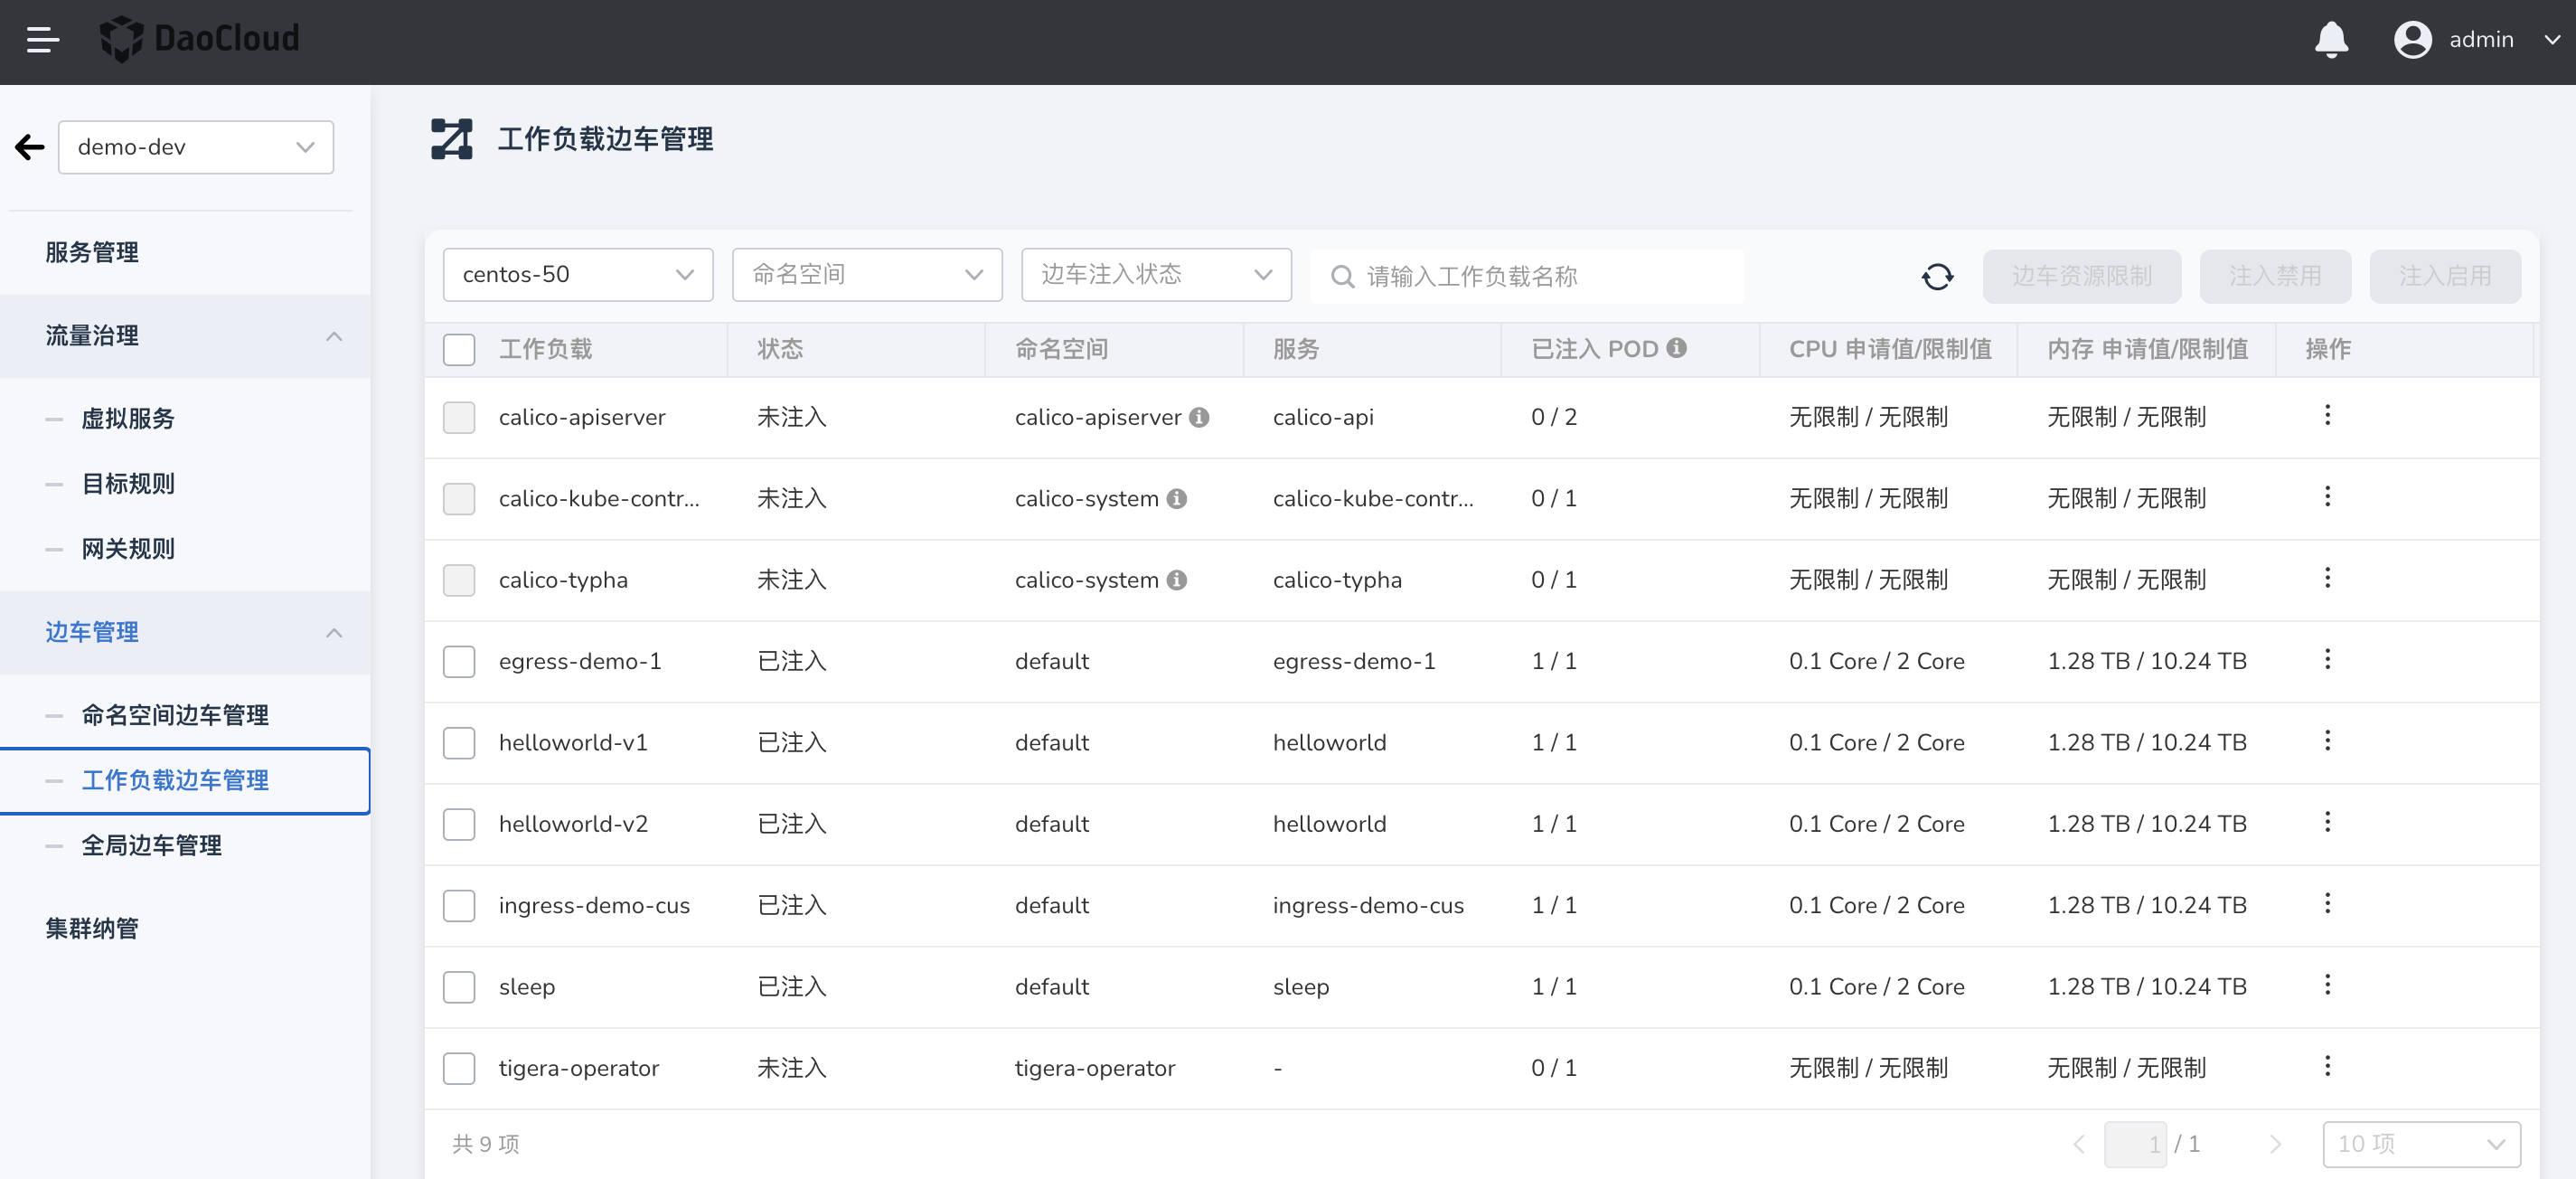 DaoCloud
admin
demo-dev
服务管理
流量治理
虚拟服务
目标规则
网关规则
边车管理
命名空间边车管理
工作负载边车管理
全局边车管理
集群纳管
工作负载边车管理
centos-50 命名空间 边车注入状态 请输入工作负载名称 边车资源限制 注入禁用 注入启用
工作负载 状态 命名空间 服务 已注入 POD CPU 申请值/限制值 内存 申请值/限制值 操作
calico-apiserver 未注入 calico-apiserver calico-api 0 / 2 无限制 / 无限制 无限制 / 无限制
calico-kube-contr... 未注入 calico-system calico-kube-contr... 0 / 1 无限制 / 无限制 无限制 / 无限制
calico-typha 未注入 calico-system calico-typha 0 / 1 无限制 / 无限制 无限制 / 无限制
egress-demo-1 已注入 default egress-demo-1 1 / 1 0.1 Core / 2 Core 1.28 TB / 10.24 TB
helloworld-v1 已注入 default helloworld 1 / 1 0.1 Core / 2 Core 1.28 TB / 10.24 TB
helloworld-v2 已注入 default helloworld 1 / 1 0.1 Core / 2 Core 1.28 TB / 10.24 TB
ingress-demo-cus 已注入 default ingress-demo-cus 1 / 1 0.1 Core / 2 Core 1.28 TB / 10.24 TB
sleep 已注入 default sleep 1 / 1 0.1 Core / 2 Core 1.28 TB / 10.24 TB
tigera-operator 未注入 tigera-operator - 0 / 1 无限制 / 无限制 无限制 / 无限制
共 9 项 1 / 1 10 项